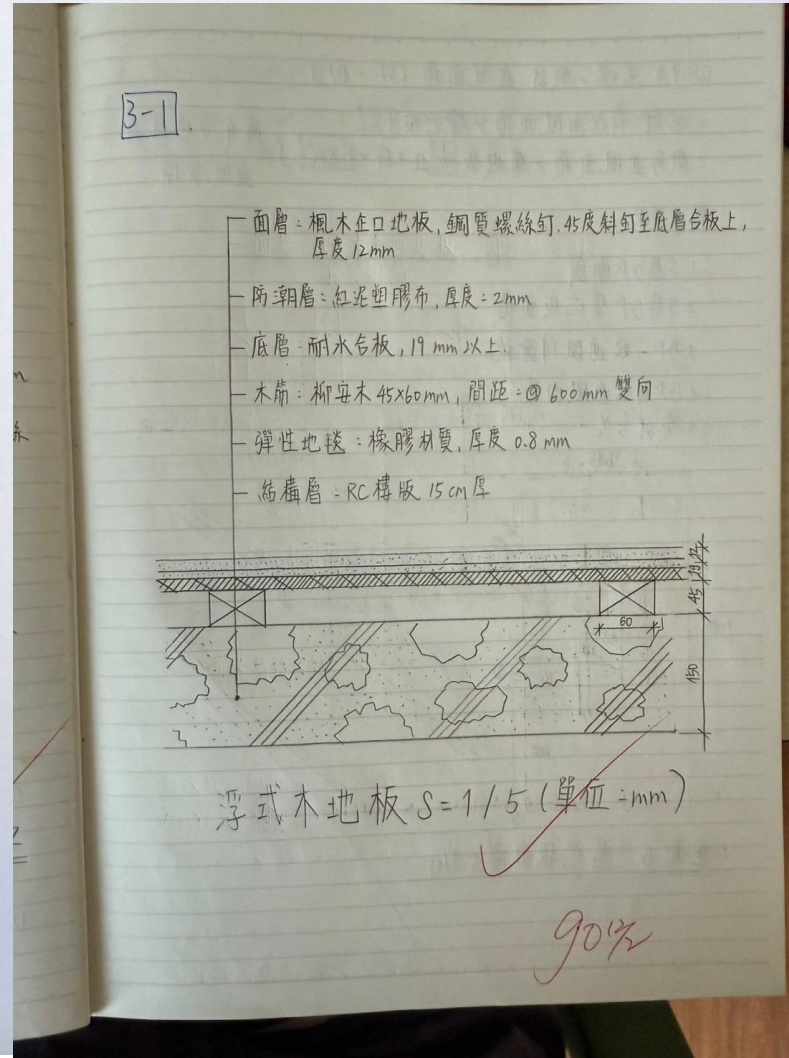 3-1
面層:楓木企口地板,鋼質螺絲釘.45度斜釘至底層合板上,
厚度12mm
防潮層:紅泥塑膠布,厚度=2mm
底層:耐水合板,19mm以上.
木筋:柳安木45x60mm,間距=@600mm雙向
彈性地毯:橡膠材質,厚度0.8mm
結構層:RC樓版15cm厚
12
19
45
60
150
浮式木地板 S=1/5(單位:mm)
90